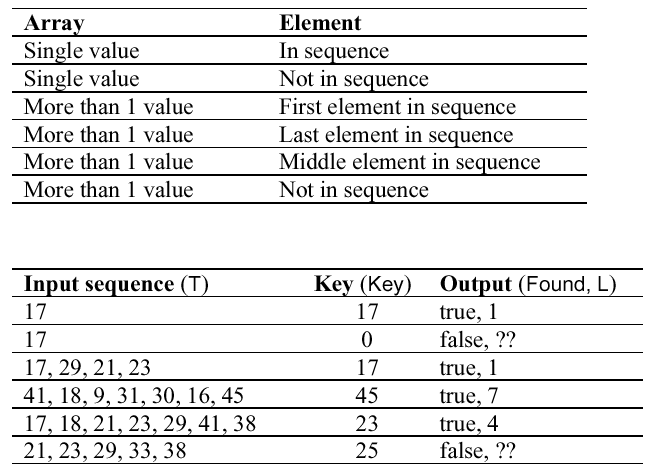 Array Element
Single value In sequence
Single value Not in sequence
More than 1 value First element in sequence
More than 1 value Last element in sequence
More than 1 value Middle element in sequence
More than 1 value Not in sequence
Input sequence (T) Key (Key) Output (Found, L)
17 17 true, 1
17 0 false, ??
17, 29, 21, 23 17 true, 1
41, 18, 9, 31, 30, 16, 45 45 true, 7
17, 18, 21, 23, 29, 41, 38 23 true, 4
21, 23, 29, 33, 38 25 false, ??